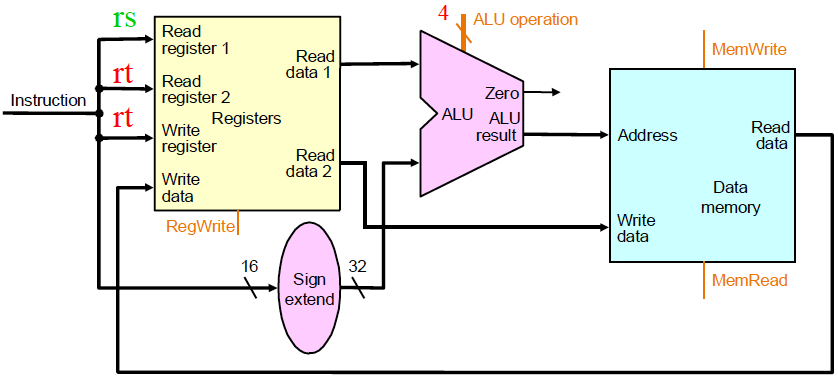 rs
Read
register 1
rt
Read
register 2
rt
Write
register
Write
data
Instruction
Registers
Read
data 1
Read
data 2
RegWrite
16
Sign
extend
32
4
ALU operation
ALU
Zero
ALU
result
MemWrite
Address
Read
data
Data
memory
Write
data
MemRead